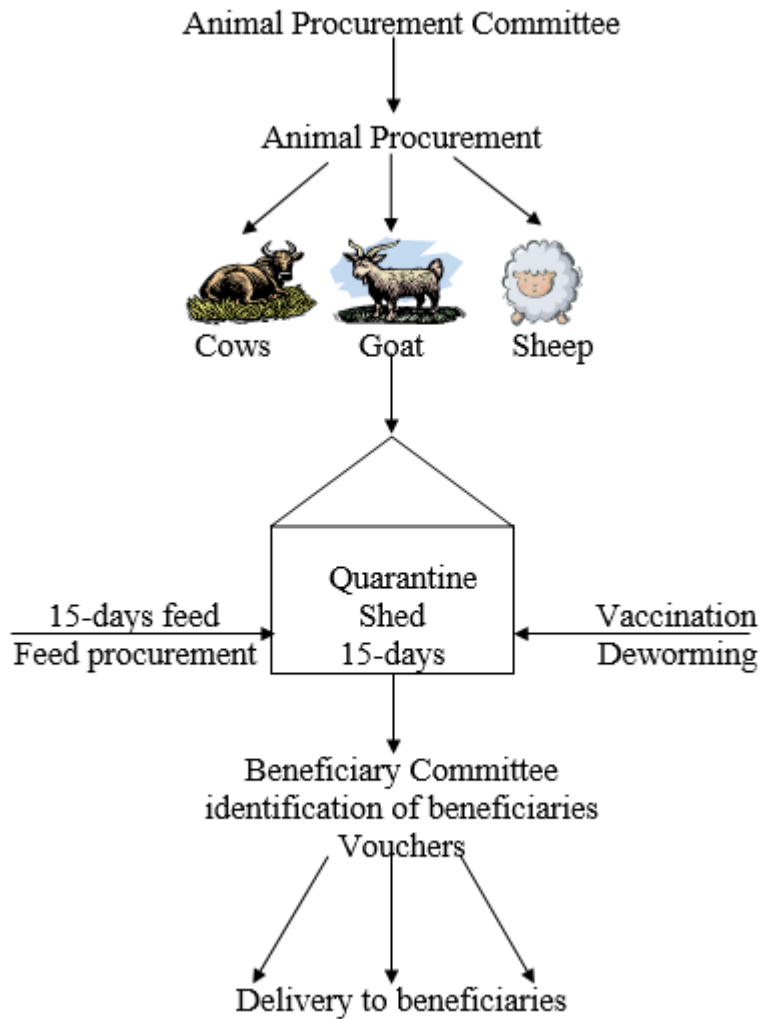 Animal Procurement Committee
Animal Procurement
Cows
Goat
Sheep
Quarantine
15-days feed
Shed
Vaccination
Feed procurement
15-days
Deworming
Beneficiary Committee
identification of beneficiaries
Vouchers
Delivery to beneficiaries